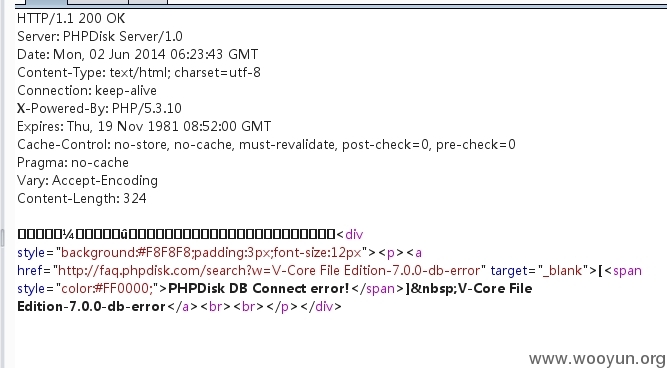 HTTP/1.1 200 OK
Server: PHPDisk Server/1.0
Date: Mon, 02 Jun 2014 06:23:43 GMT
Content-Type: text/html; charset=utf-8
Connection: keep-alive
X-Powered-By: PHP/5.3.10
Expires: Thu, 19 Nov 1981 08:52:00 GMT
Cache-Control: no-store, no-cache, must-revalidate, post-check=0, pre-check=0
Pragma: no-cache
Vary: Accept-Encoding
Content-Length: 324
<div
style="background:#F8F8F8;padding:3px;font-size:12px"><p><a
href="http://faq.phpdisk.com/search?w=V-Core File Edition-7.0.0-db-error" target="_blank">[<span
style="color:#FF0000;">PHPDisk DB Connect error!</span>]&nbsp;V-Core File
Edition-7.0.0-db-error</a><br><br></p></div>
www.wooyun.org